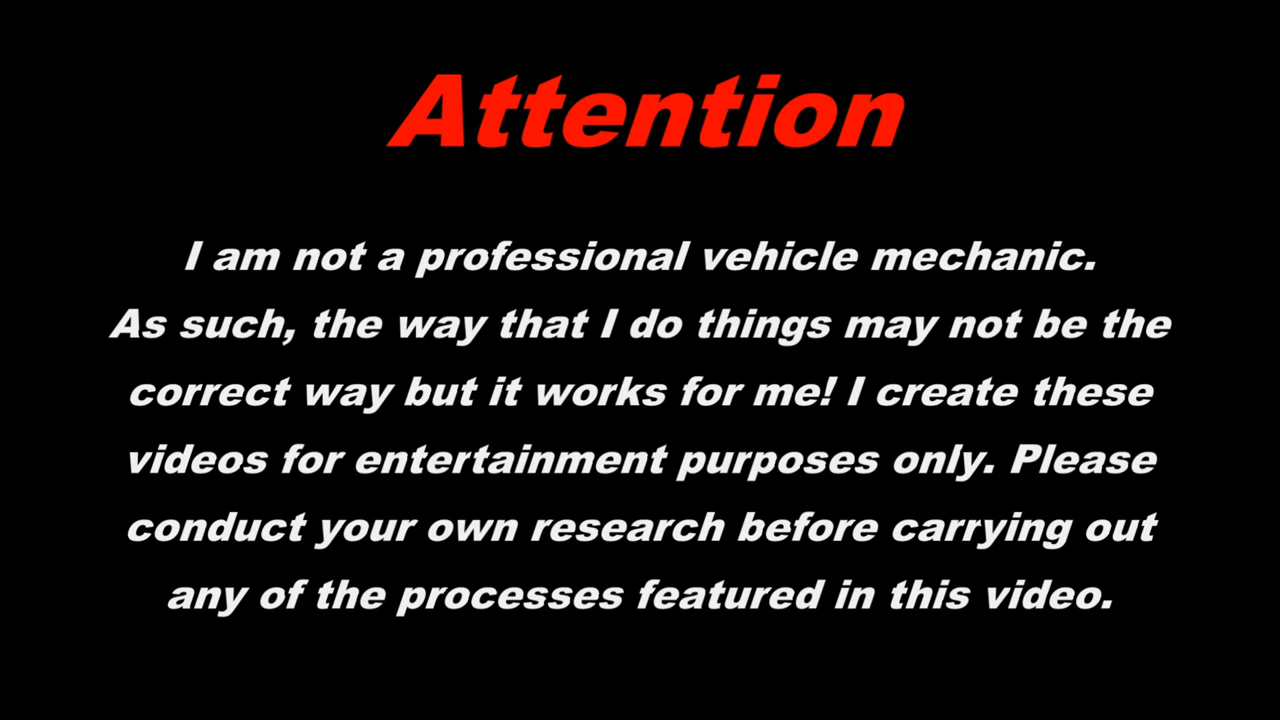 Attention
I am not a professional vehicle mechanic.
As such, the way that I do things may not be the
correct way but it works for me! I create these
videos for entertainment purposes only. Please
conduct your own research before carrying out
any of the processes featured in this video.